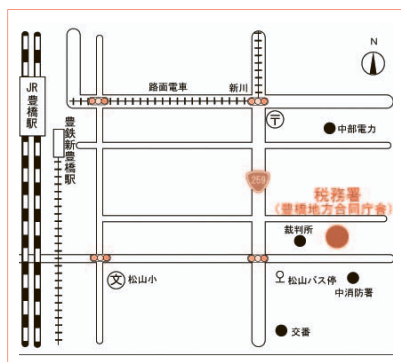 N
JR
豊橋駅
路面電車
新川
〒
中部電力
豊鉄新豊橋駅
259
税務署
(豊橋地方合同庁舎)
裁判所
文
松山小
松山バス停
中消防署
交番